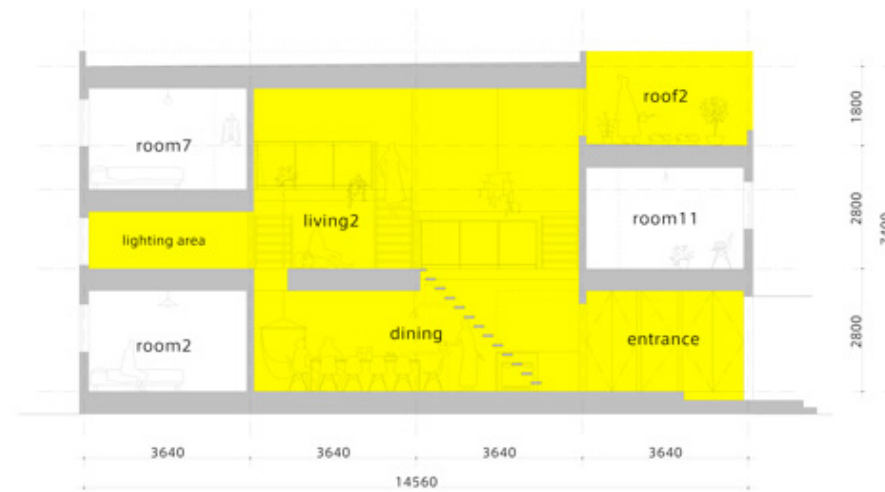 roof2
room7
1800
living2
room11
2800
lighting area
dining
entrance
room2
2800
3640
3640
3640
3640
14560